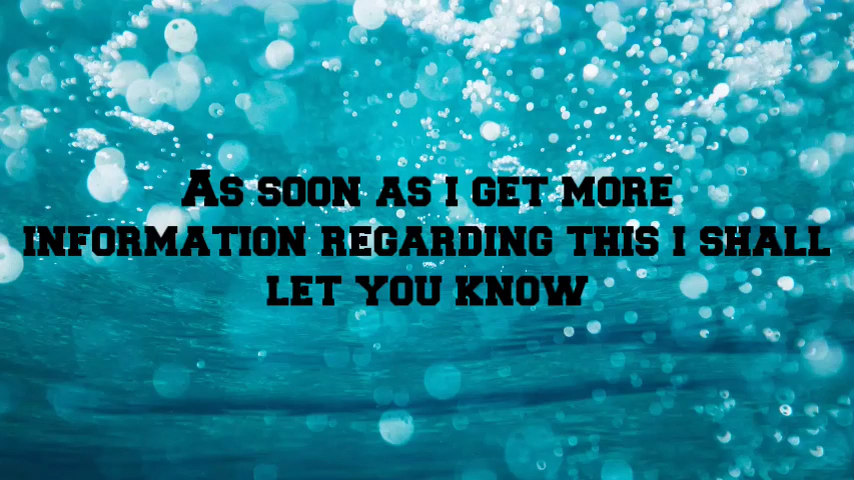 As soon as i get more
information regarding this i shall
let you know